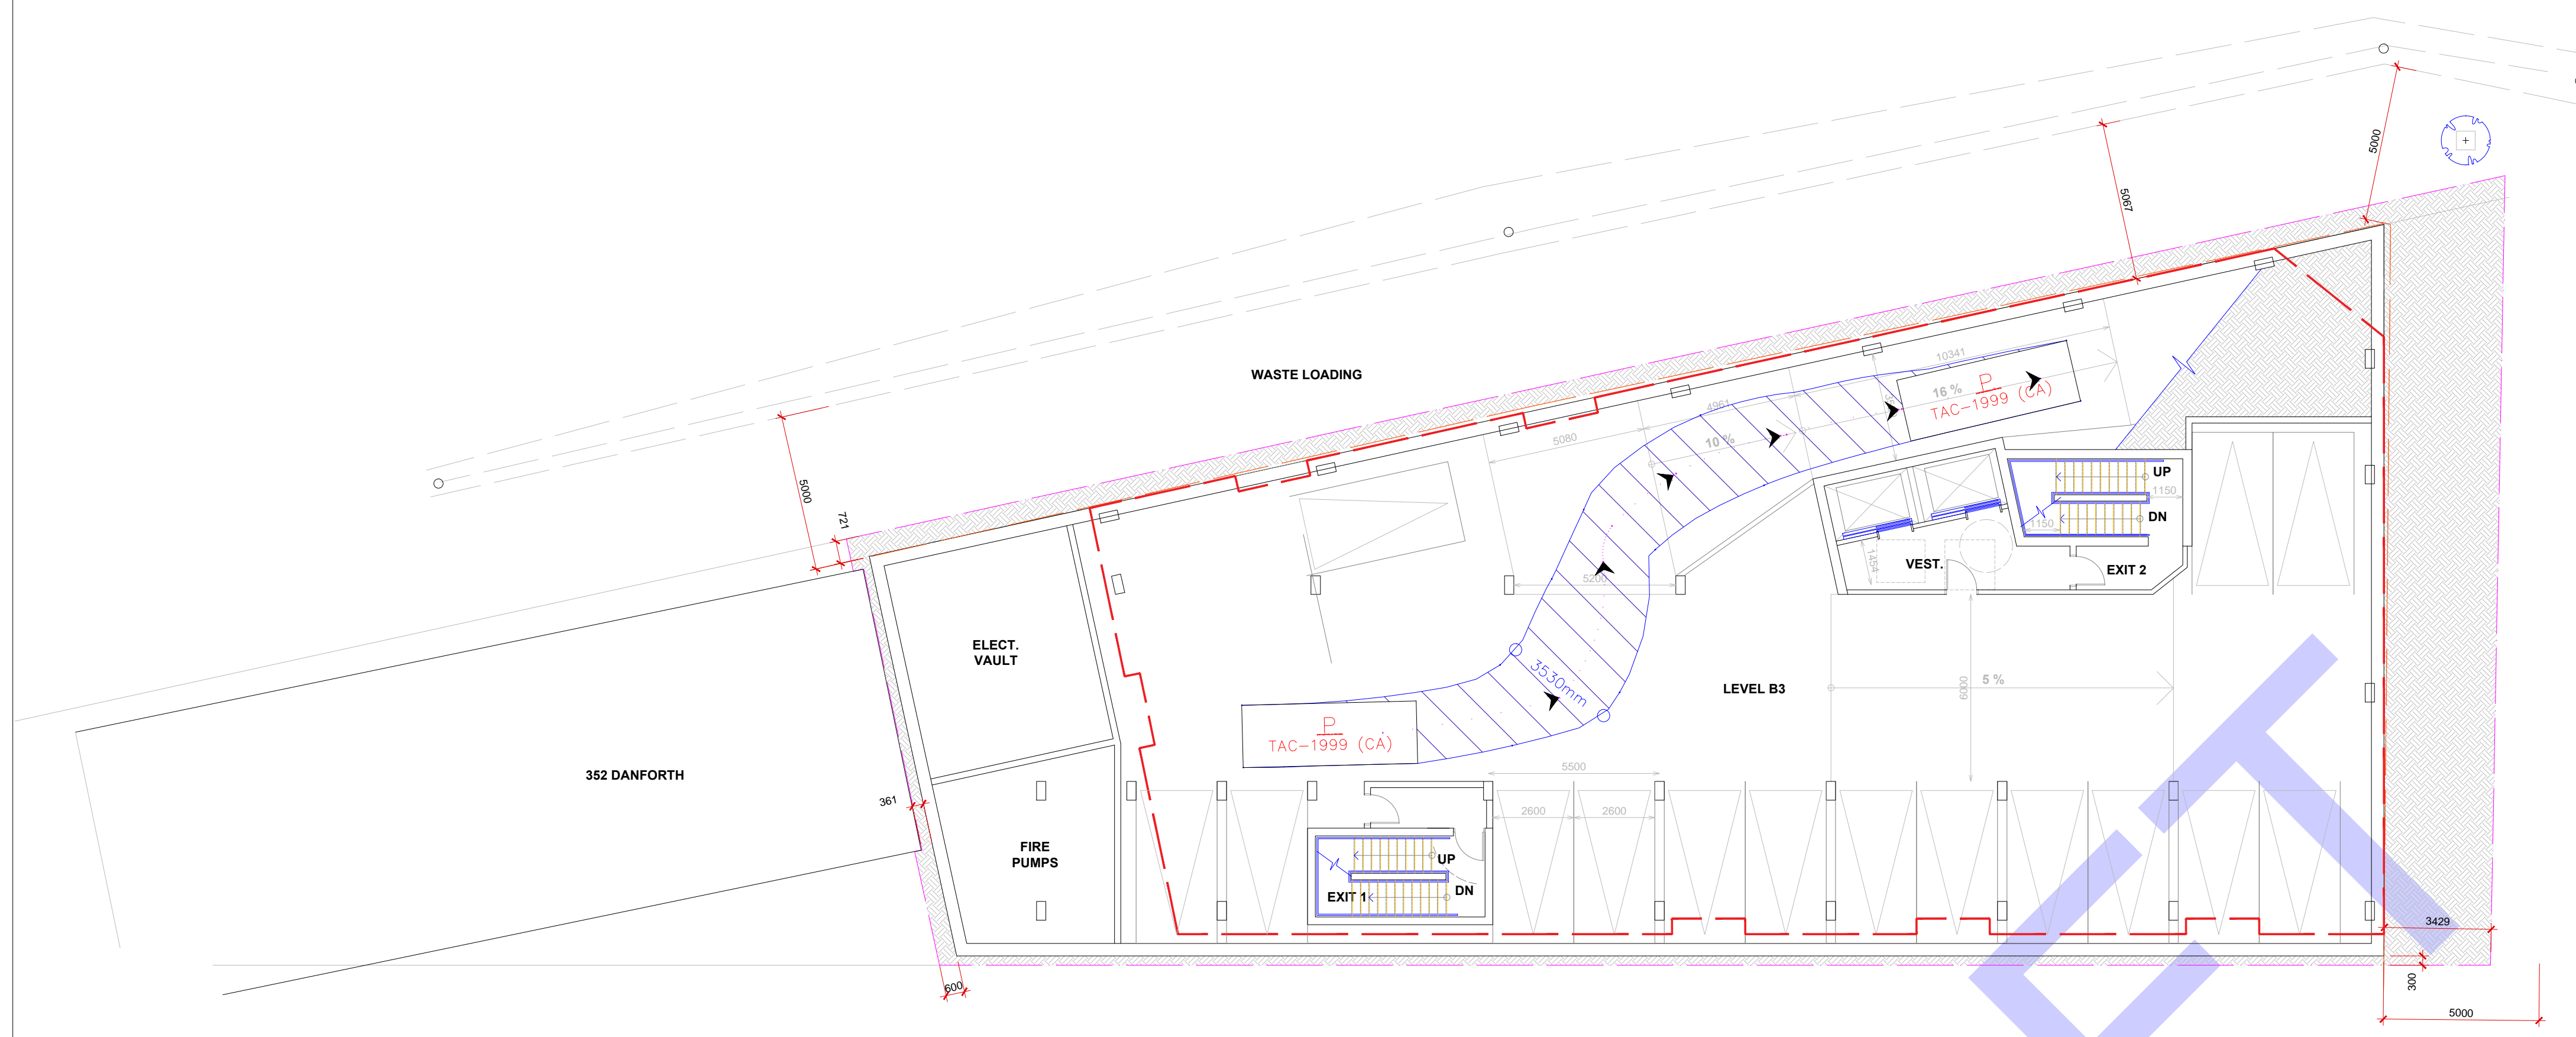 5000
5067
WASTE LOADING
10341
16 %
P
TAC-1999 (CA)
4961
5080
10 %
5000
721
UP
1150
DN
1150
1454
VEST.
EXIT 2
5200
ELECT.
VAULT
3530mm
LEVEL B3
6000
5 %
P
TAC-1999 (CA)
352 DANFORTH
5500
361
2600
2600
FIRE
PUMPS
UP
DN
EXIT 1
3429
600
300
5000